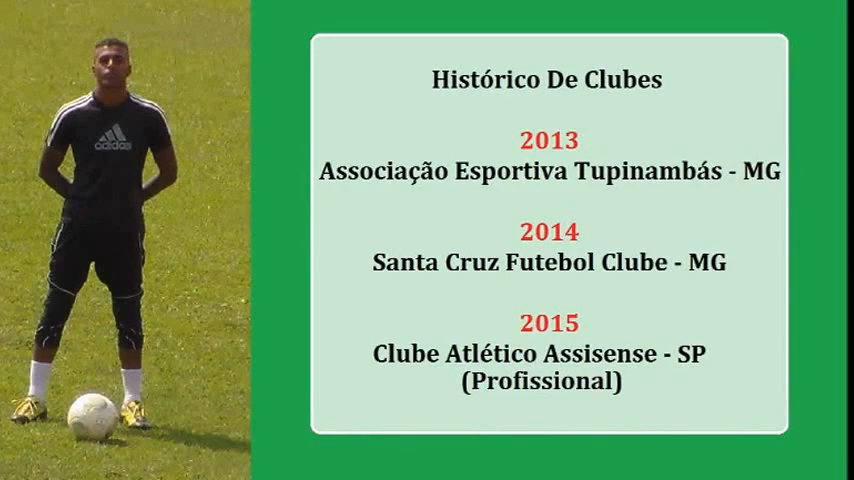 adidas
Histórico De Clubes
2013
Associação Esportiva Tupinambás - MG
2014
Santa Cruz Futebol Clube - MG
2015
Clube Atlético Assisense - SP
(Profissional)